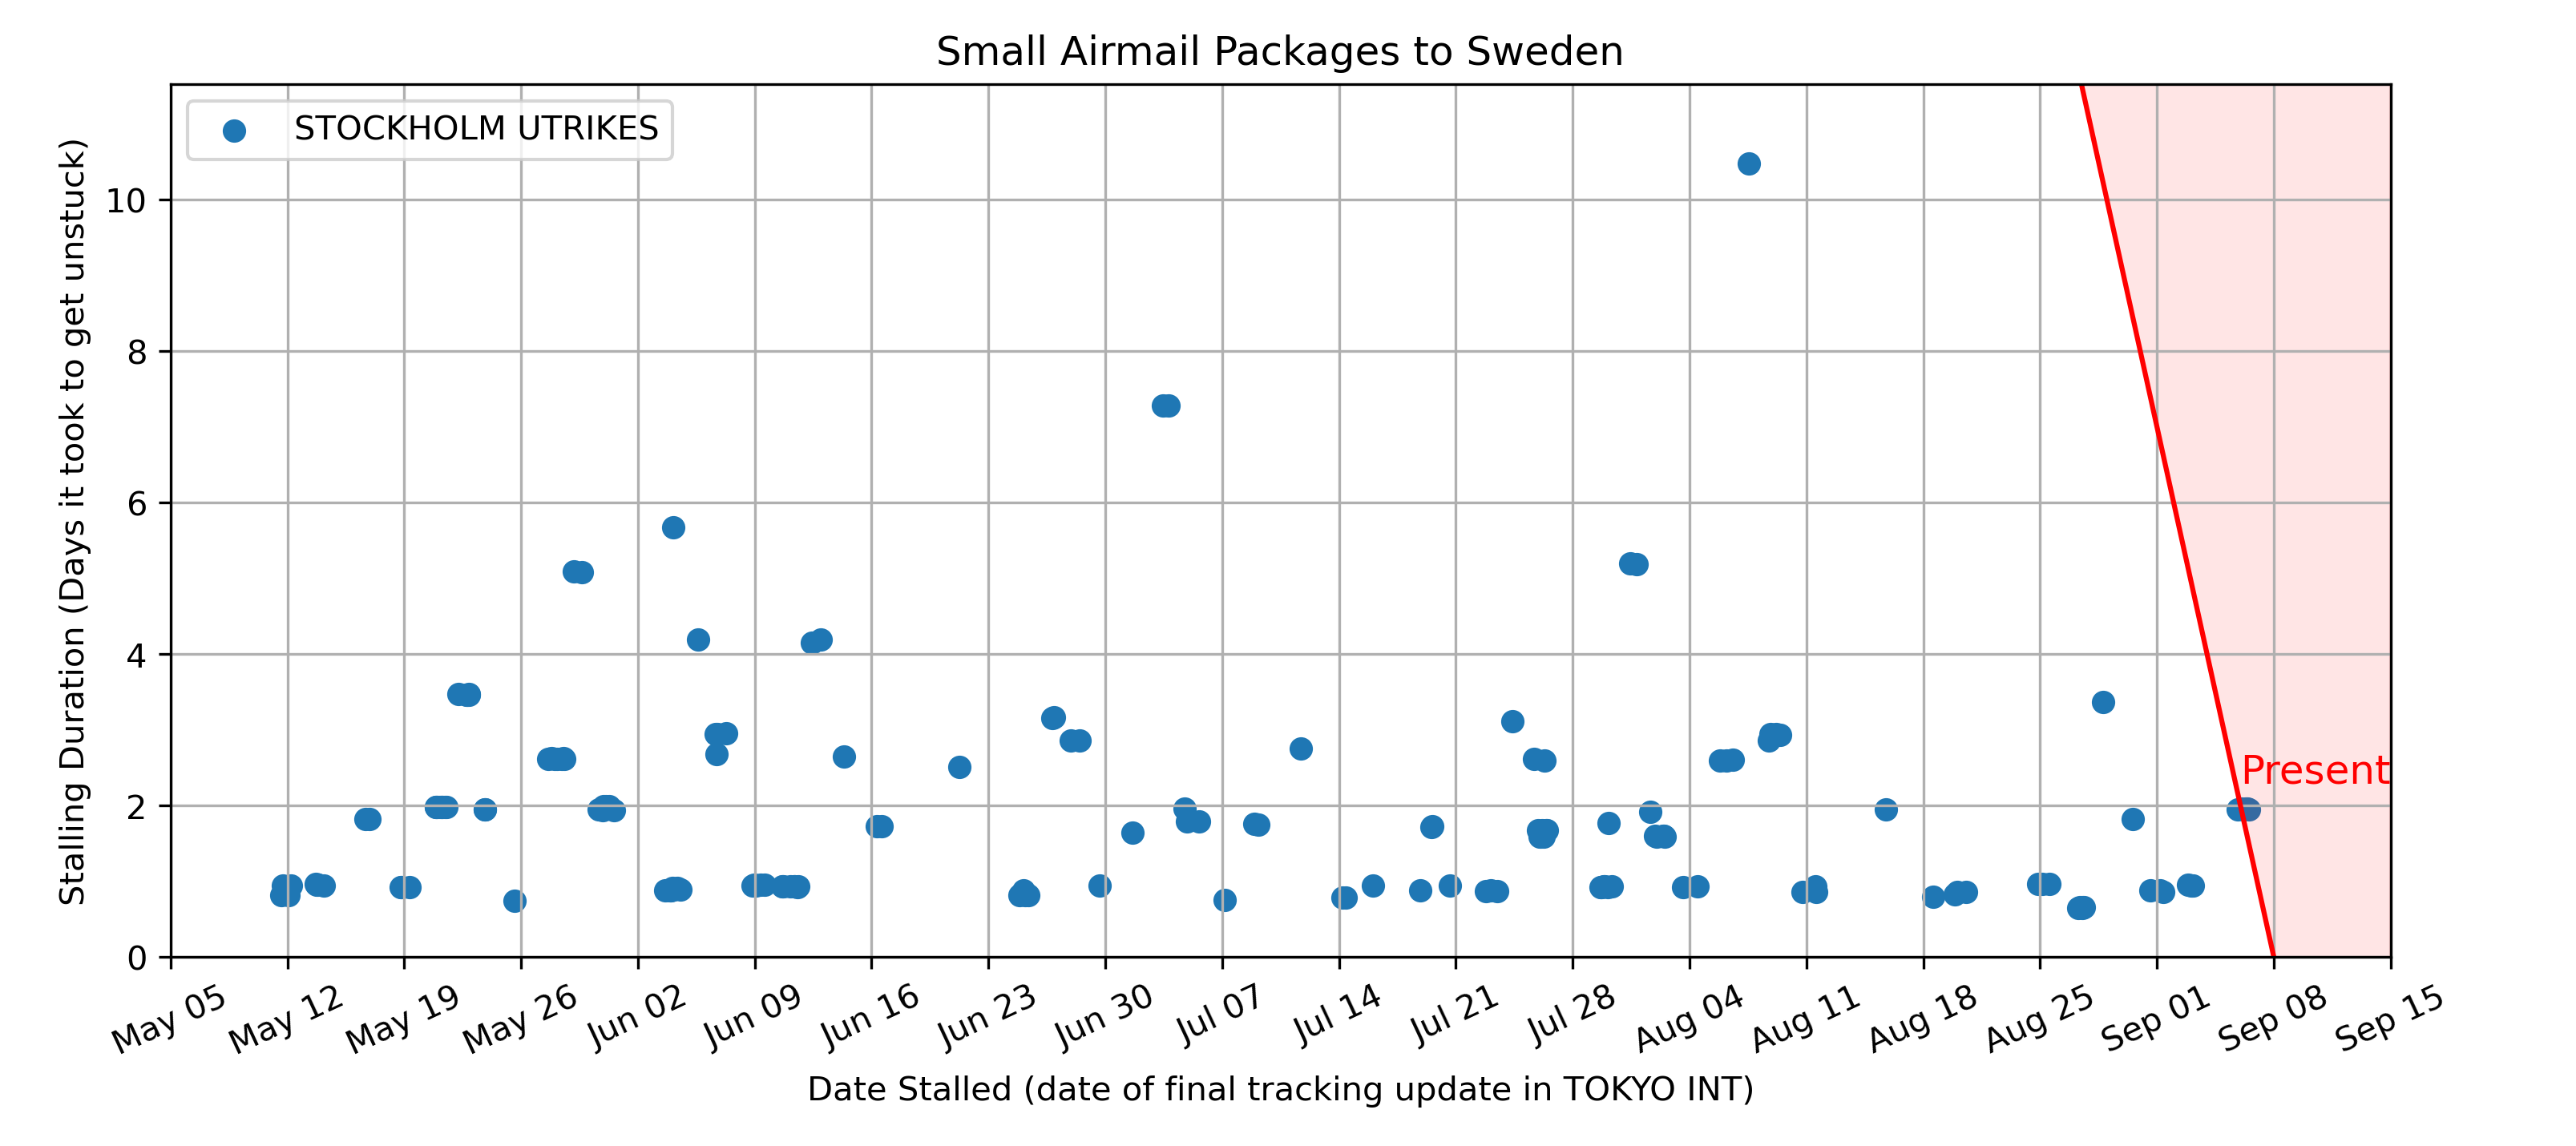 Small Airmail Packages to Sweden
STOCKHOLM UTRIKES
Stalling Duration (Days it took to get unstuck)
10
8
6
4
2
0
Present
May 05
May 12
May 19
May 26
Jun 02
Jun 09
Jun 16
Jun 23
Jun 30
Jul 07
Jul 14
Jul 21
Jul 28
Aug 04
Aug 11
Aug 18
Aug 25
Sep 01
Sep 08
Sep 15
Date Stalled (date of final tracking update in TOKYO INT)